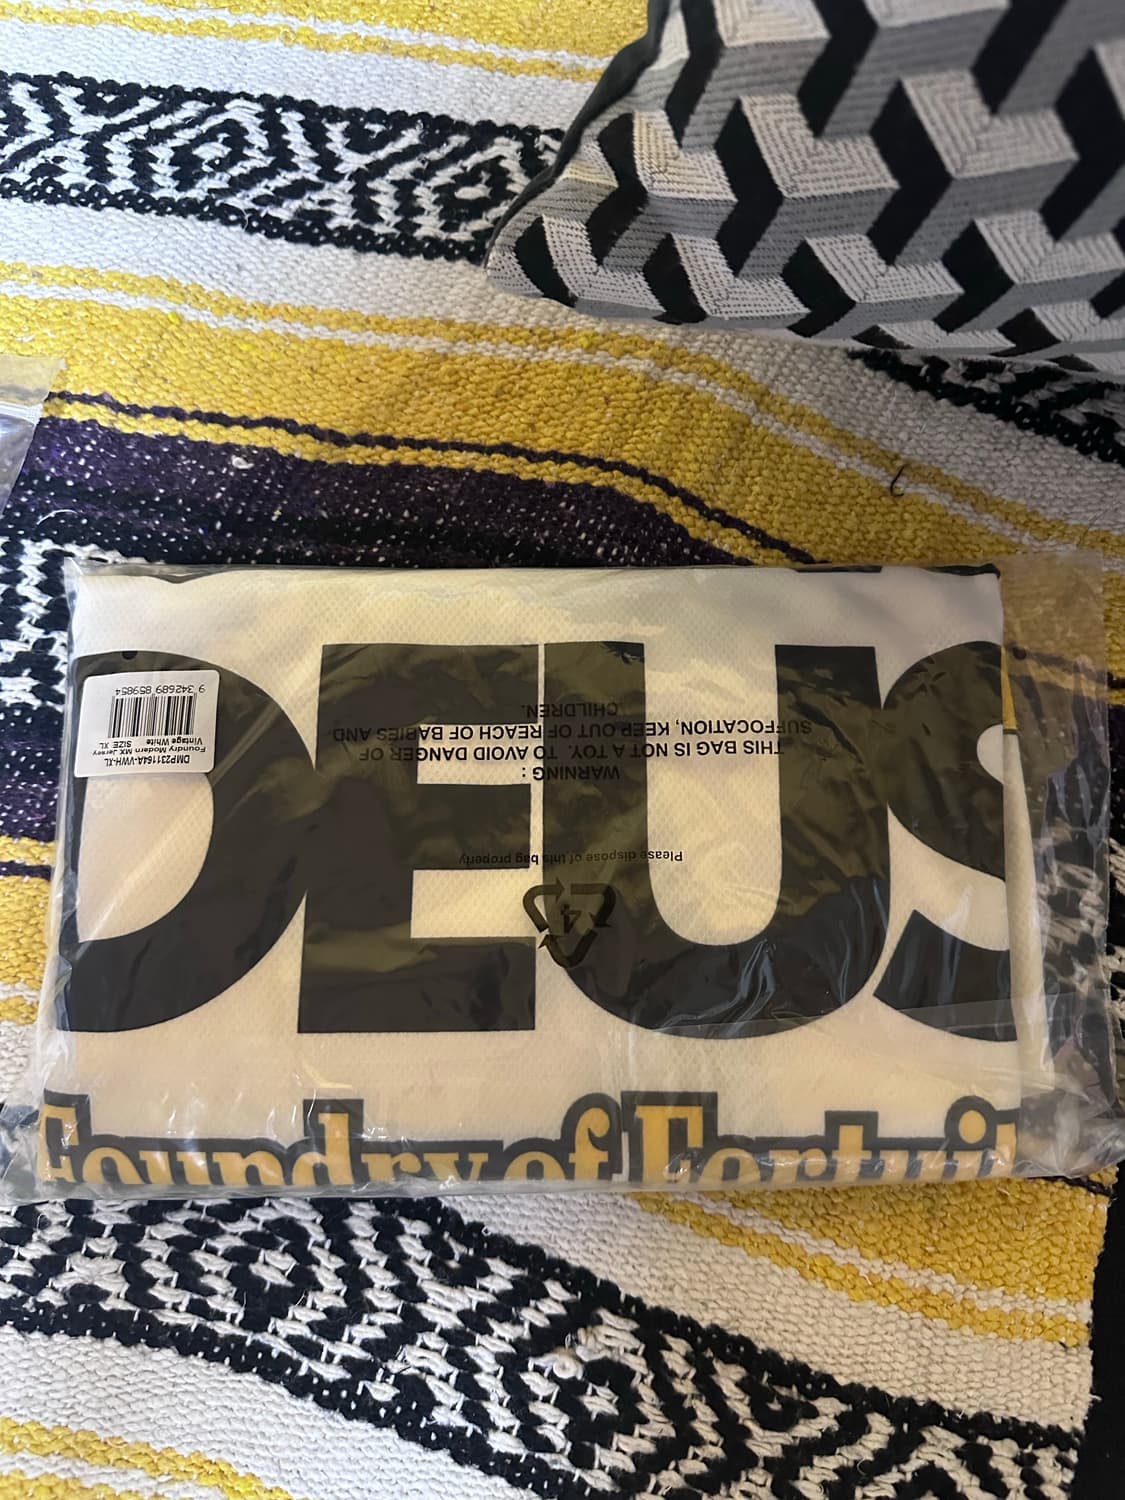 DEUS
Foundry of Fortuit
DMP231164A-VWH-XL
Foundry Modern MX Jersey
Vintage White SIZE: XL
9 342689 859854
WARNING :
THIS BAG IS NOT A TOY. TO AVOID DANGER OF
SUFFOCATION, KEEP OUT OF REACH OF BABIES AND
CHILDREN.
Please dispose of this bag properly
4